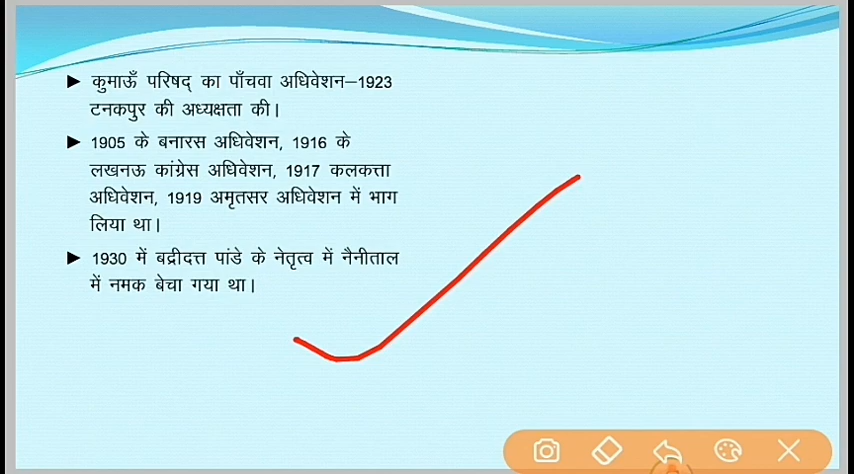 ► कुमाऊँ परिषद् का पाँचवा अधिवेशन–1923
टनकपुर की अध्यक्षता की।
► 1905 के बनारस अधिवेशन, 1916 के
लखनऊ कांग्रेस अधिवेशन, 1917 कलकत्ता
अधिवेशन, 1919 अमृतसर अधिवेशन में भाग
लिया था।
► 1930 में बद्रीदत्त पांडे के नेतृत्व में नैनीताल
में नमक बेचा गया था।